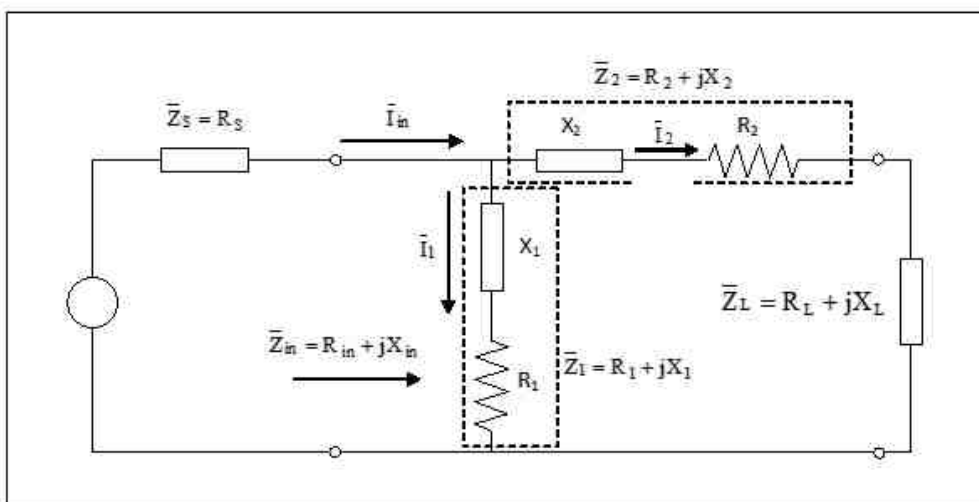 Z̄₂ = R₂ + jX₂
Z̄S = RS
Īin
X₂
Ī₂
R₂
Ī₁
X₁
Z̄L = RL + jXL
Z̄in = Rin + jXin
R₁
Z̄₁ = R₁ + jX₁